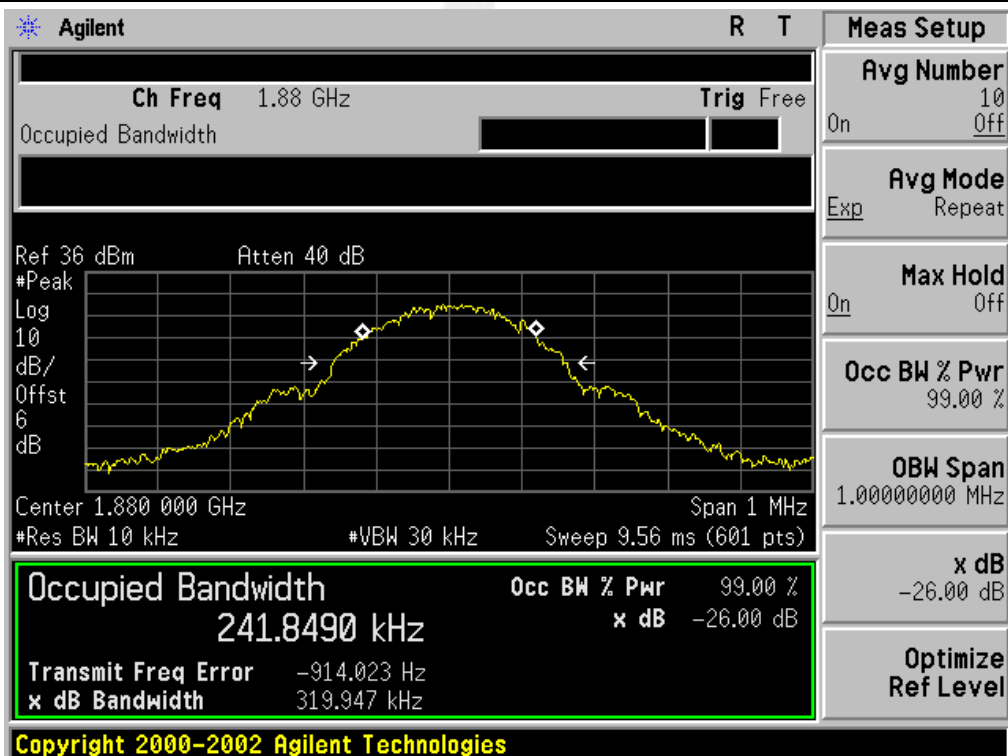 Agilent R T Meas Setup
Ch Freq 1.88 GHz Trig Free
Occupied Bandwidth
Ref 36 dBm Atten 40 dB
#Peak
Log
10
dB/
Offst
6
dB
Center 1.880 000 GHz Span 1 MHz
#Res BW 10 kHz #VBW 30 kHz Sweep 9.56 ms (601 pts)
Occupied Bandwidth Occ BW % Pwr 99.00 %
241.8490 kHz x dB -26.00 dB
Transmit Freq Error -914.023 Hz
x dB Bandwidth 319.947 kHz
Avg Number
10
On Off
Avg Mode
Exp Repeat
Max Hold
On Off
Occ BW % Pwr
99.00 %
OBW Span
1.00000000 MHz
x dB
-26.00 dB
Optimize
Ref Level
Copyright 2000-2002 Agilent Technologies